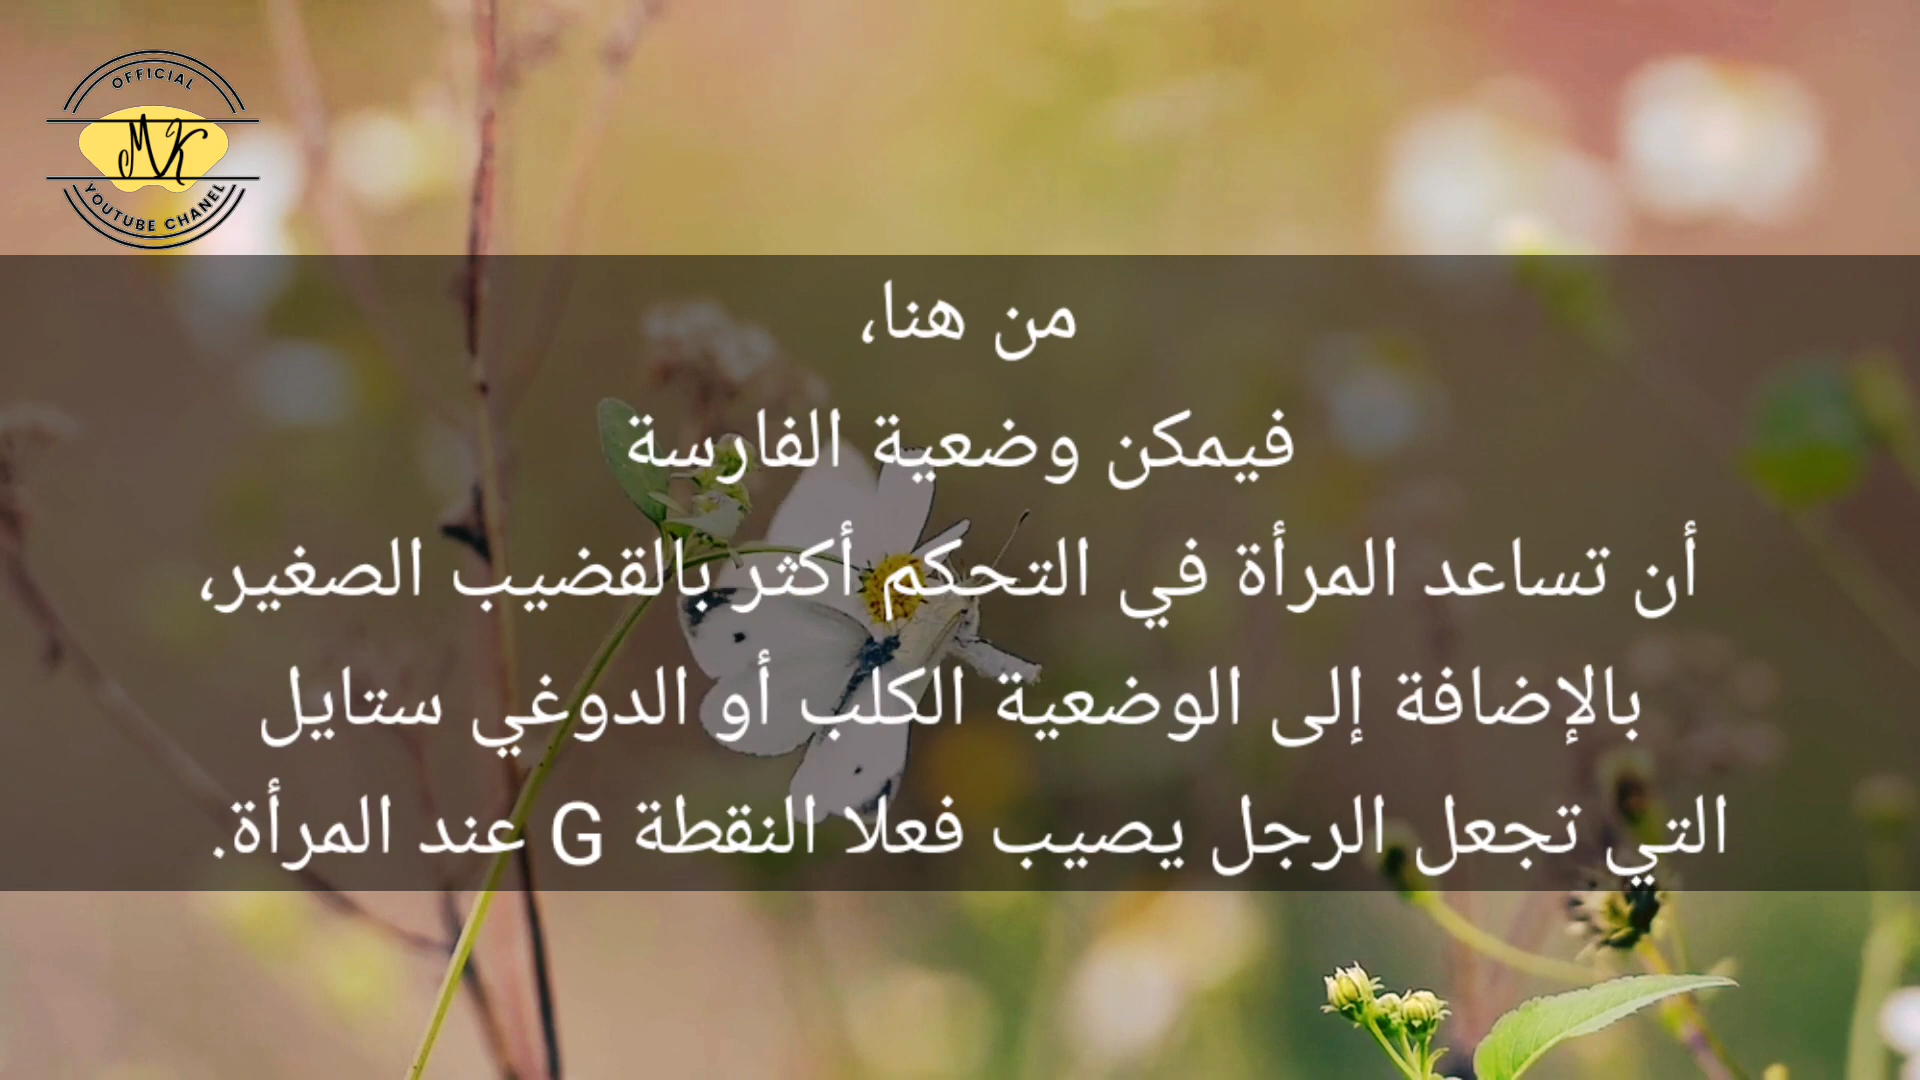 OFFICIAL
MK
YOUTUBE CHANEL
من هنا،
فيمكن وضعية الفارسة
أن تساعد المرأة في التحكم أكثر بالقضيب الصغير،
بالإضافة إلى الوضعية الكلب أو الدوغي ستايل
التي تجعل الرجل يصيب فعلا النقطة G عند المرأة.